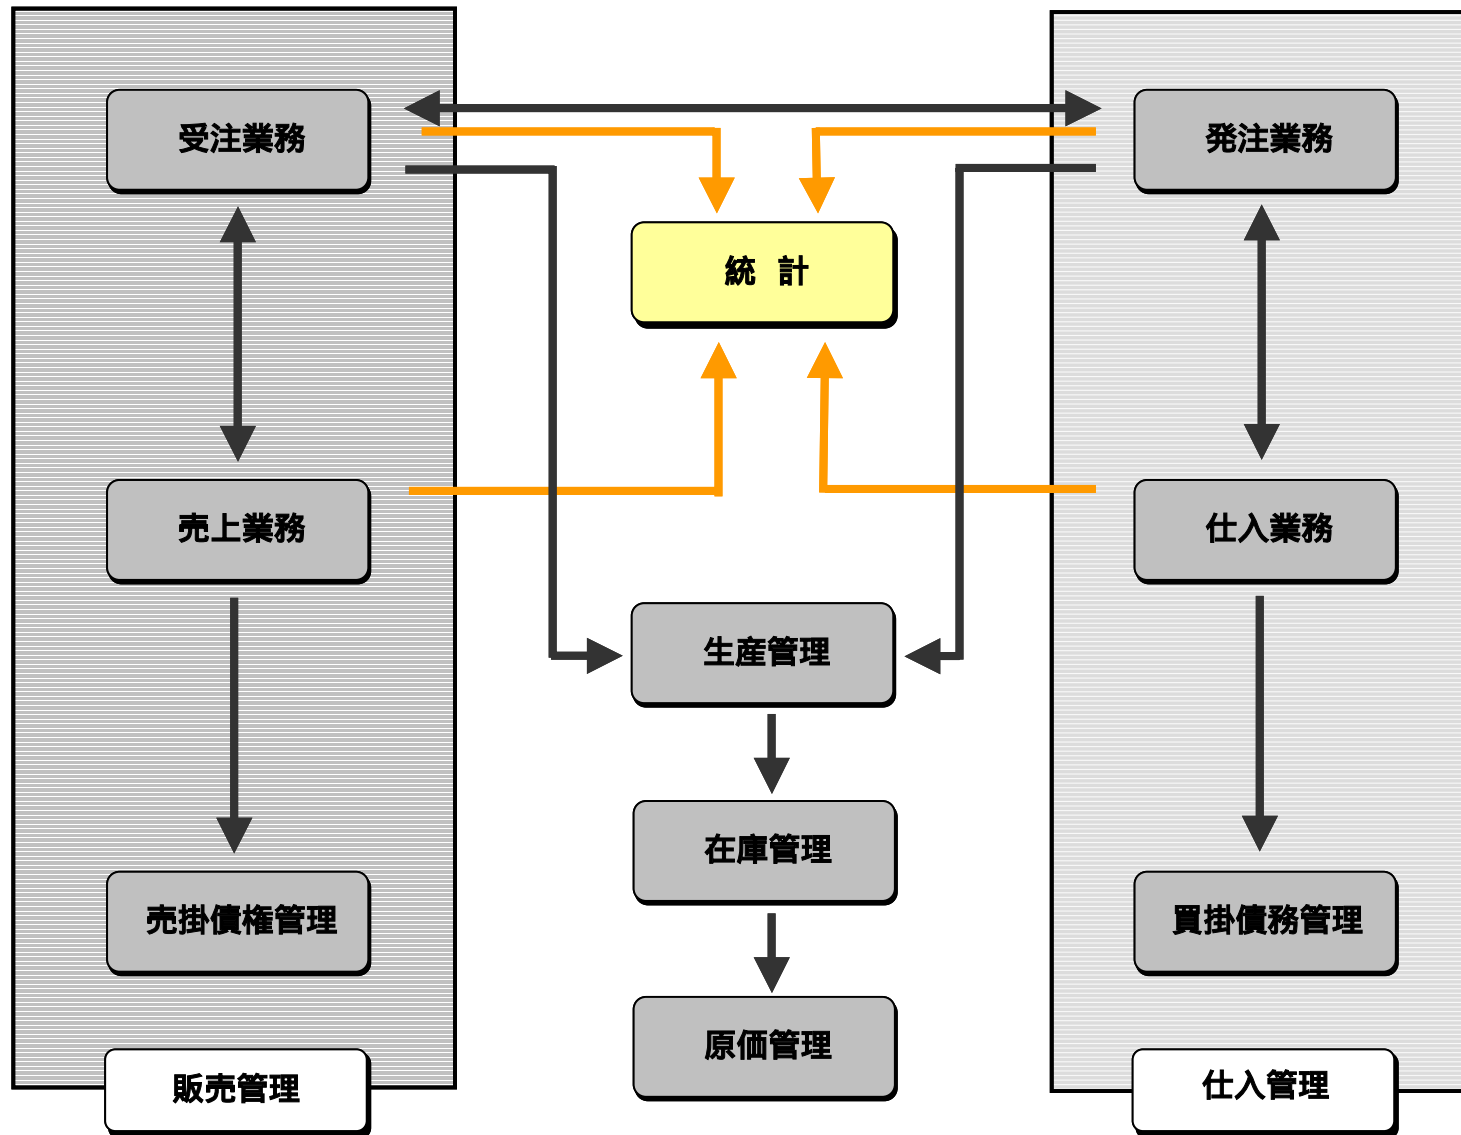 受注業務
発注業務
統 計
売上業務
仕入業務
生産管理
在庫管理
売掛債権管理
買掛債務管理
原価管理
販売管理
仕入管理